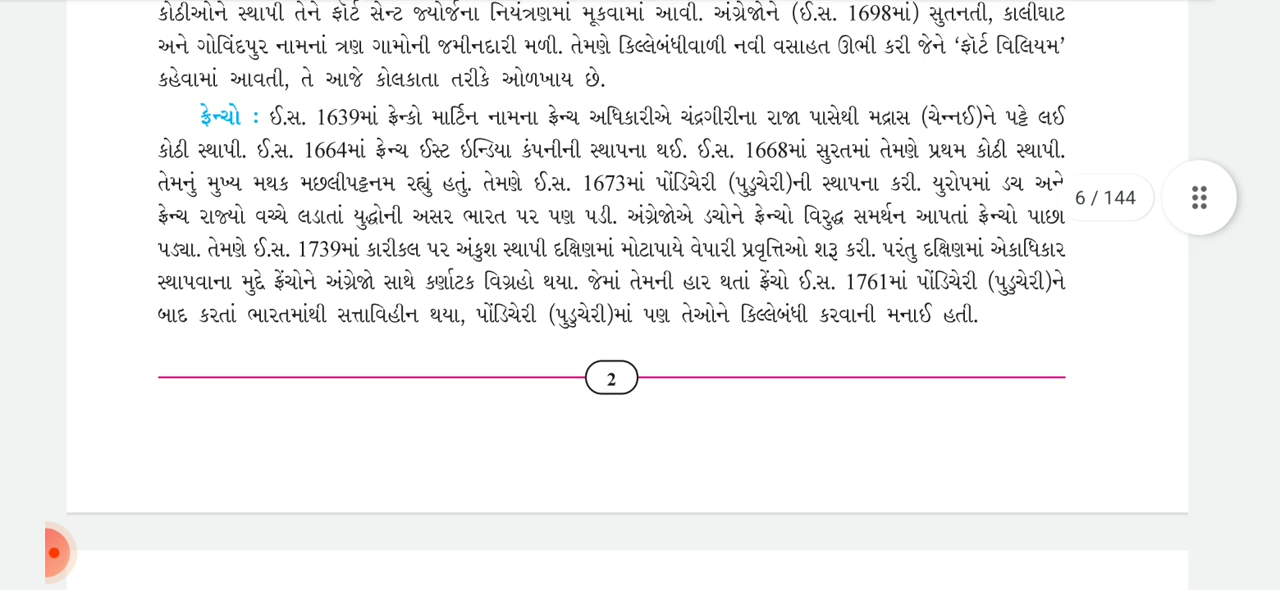 કોઠીઓને સ્થાપી તેને ફૉર્ટ સેન્ટ જ્યોર્જના નિયંત્રણમાં મૂકવામાં આવી. અંગ્રેજોને (ઈ.સ. 1698માં) સુતનતી, કાલીઘાટ
અને ગોવિંદપુર નામનાં ત્રણ ગામોની જમીનદારી મળી. તેમણે કિલ્લેબંધીવાળી નવી વસાહત ઊભી કરી જેને ‘ફૉર્ટ વિલિયમ’
કહેવામાં આવતી, તે આજે કોલકાતા તરીકે ઓળખાય છે.
ફ્રેન્ચો : ઈ.સ. 1639માં ફ્રેન્કો માર્ટિન નામના ફ્રેન્ચ અધિકારીએ ચંદ્રગીરીના રાજા પાસેથી મદ્રાસ (ચેન્નઈ)ને પટ્ટે લઈ
કોઠી સ્થાપી. ઈ.સ. 1664માં ફ્રેન્ચ ઈસ્ટ ઇન્ડિયા કંપનીની સ્થાપના થઈ. ઈ.સ. 1668માં સુરતમાં તેમણે પ્રથમ કોઠી સ્થાપી.
તેમનું મુખ્ય મથક મછલીપટ્ટનમ રહ્યું હતું. તેમણે ઈ.સ. 1673માં પોંડિચેરી (પુડુચેરી)ની સ્થાપના કરી. યુરોપમાં ડચ અને
6 / 144
ફ્રેન્ચ રાજ્યો વચ્ચે લડાતાં યુદ્ધોની અસર ભારત પર પણ પડી. અંગ્રેજોએ ડચોને ફ્રેન્ચો વિરુદ્ધ સમર્થન આપતાં ફ્રેન્ચો પાછા
પડ્યા. તેમણે ઈ.સ. 1739માં કારીકલ પર અંકુશ સ્થાપી દક્ષિણમાં મોટાપાયે વેપારી પ્રવૃત્તિઓ શરૂ કરી. પરંતુ દક્ષિણમાં એકાધિકાર
સ્થાપવાના મુદ્દે ફ્રેંચોને અંગ્રેજો સાથે કર્ણાટક વિગ્રહો થયા. જેમાં તેમની હાર થતાં ફ્રેંચો ઈ.સ. 1761માં પોંડિચેરી (પુડુચેરી)ને
બાદ કરતાં ભારતમાંથી સત્તાવિહીન થયા, પોંડિચેરી (પુડુચેરી)માં પણ તેઓને કિલ્લેબંધી કરવાની મનાઈ હતી.
2